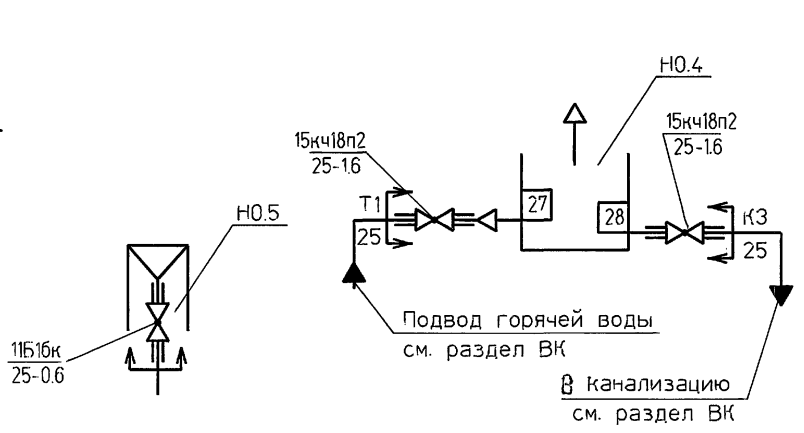 Н0.4
15кч18п2
25-1.6
15кч18п2
25-1.6
Т1
25
27
28
К3
25
Н0.5
11Б1бк
25-0.6
Подвод горячей воды
см. раздел ВК
В канализацию
см. раздел ВК